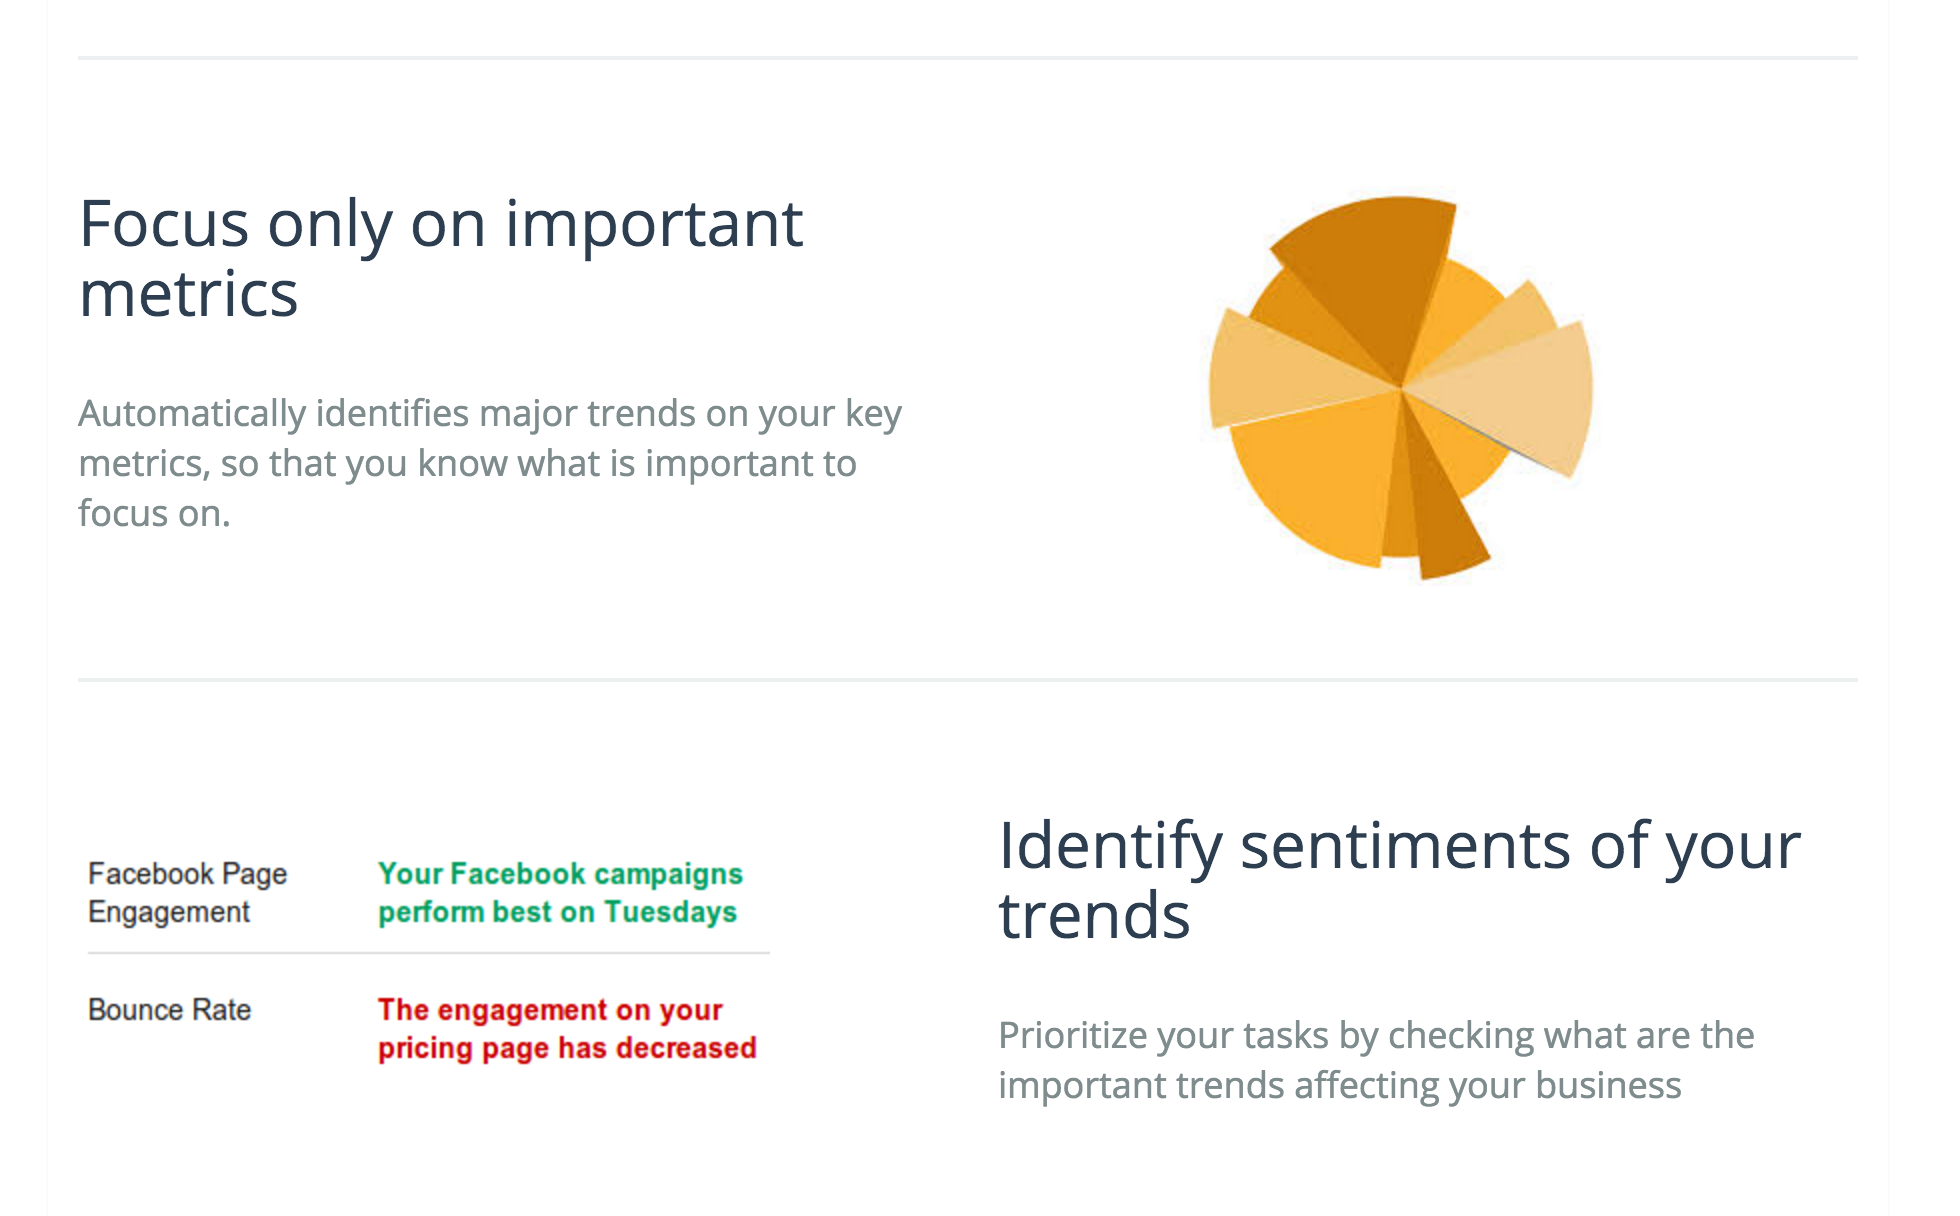 Focus only on important
metrics
Automatically identifies major trends on your key
metrics, so that you know what is important to
focus on.
Facebook Page
Engagement
Your Facebook campaigns
perform best on Tuesdays
Bounce Rate
The engagement on your
pricing page has decreased
Identify sentiments of your
trends
Prioritize your tasks by checking what are the
important trends affecting your business